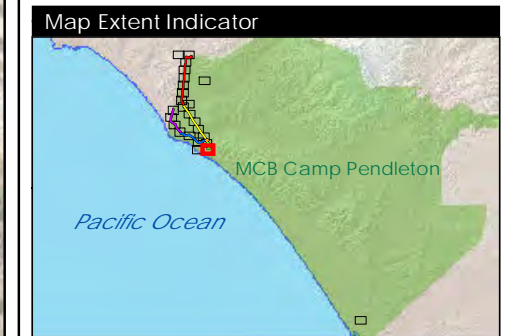 Map Extent Indicator
MCB Camp Pendleton
Pacific Ocean